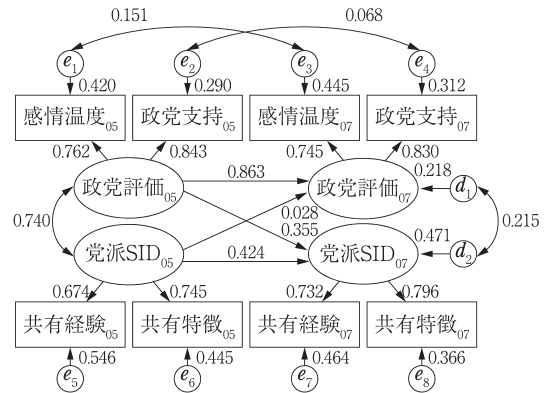 0.151 0.068
e1 e2 e3 e4
0.420 0.290 0.445 0.312
感情温度05 政党支持05 感情温度07 政党支持07
0.762 0.843 0.745 0.830
政党評価05 0.863 政党評価07 0.218 d1
0.740 0.028 0.215
0.355
党派SID05 0.424 党派SID07 0.471 d2
0.674 0.745 0.732 0.796
共有経験05 共有特徴05 共有経験07 共有特徴07
0.546 0.445 0.464 0.366
e5 e6 e7 e8